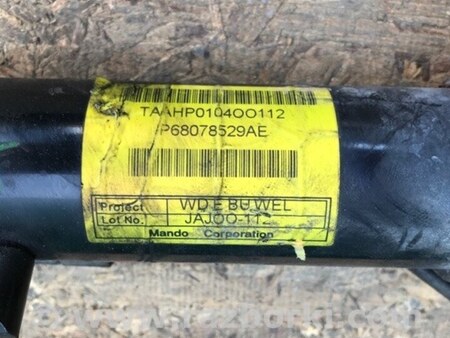 TAAHP0104OO112
P68078529AE
Project WD E BU WEL
Lot No. JAJOO-112
Mando Corporation